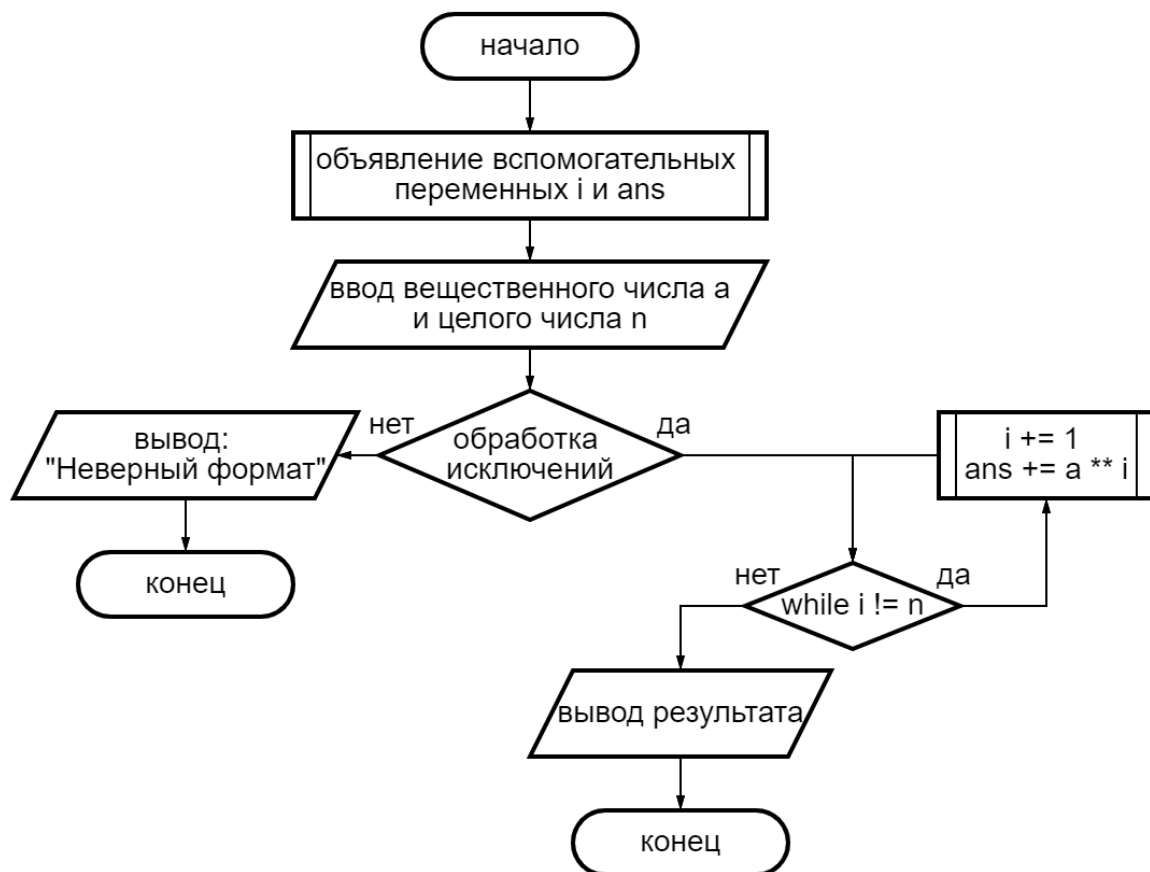 начало
объявление вспомогательных
переменных i и ans
ввод вещественного числа a
и целого числа n
нет
да
обработка
исключений
вывод:
"Неверный формат"
конец
i += 1
ans += a ** i
нет
да
while i != n
вывод результата
конец